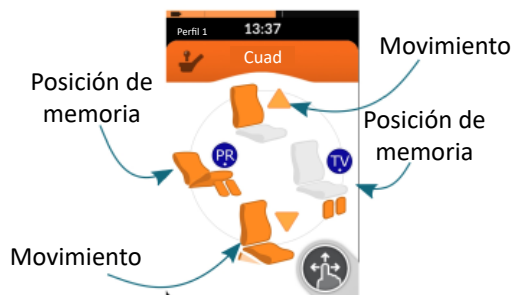 Perfil 1
13:37
Cuad
Movimiento
Posición de
memoria
PR
TV
Posición de
memoria
Movimiento